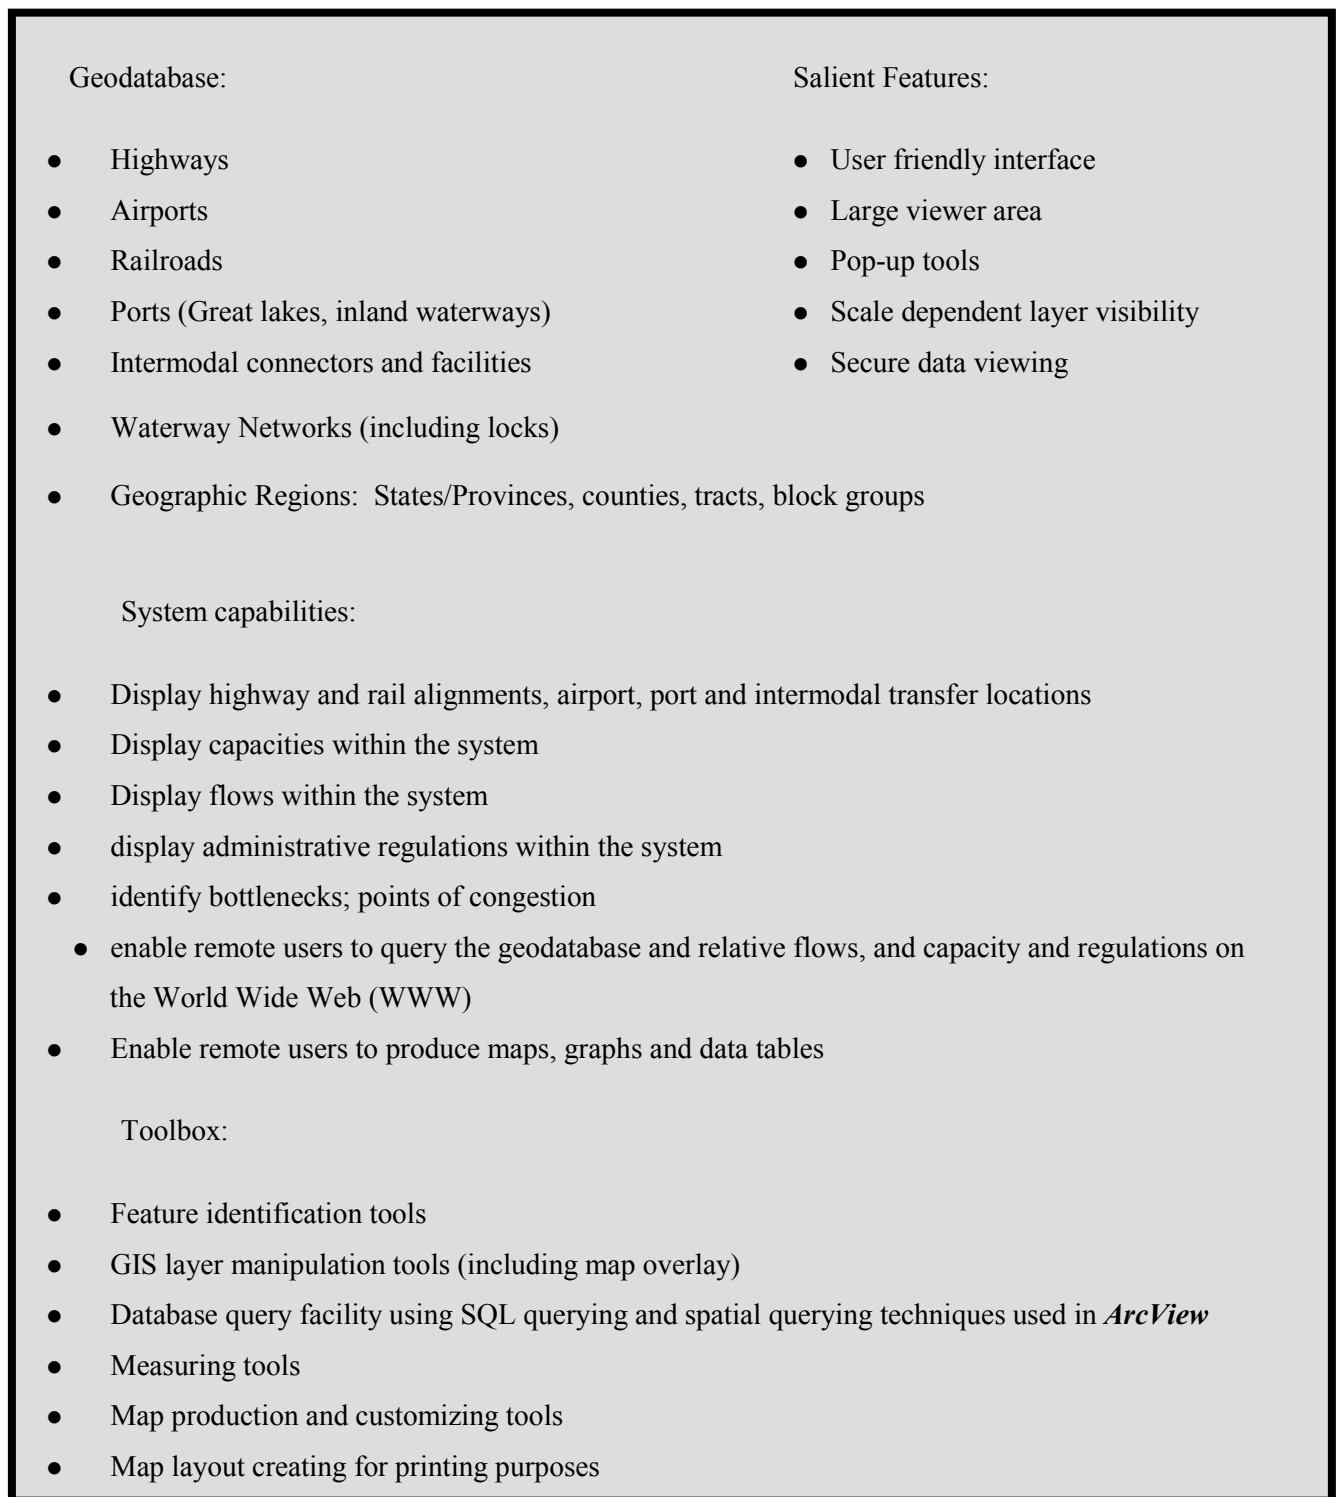 Geodatabase:
● Highways
● Airports
● Railroads
● Ports (Great lakes, inland waterways)
● Intermodal connectors and facilities
● Waterway Networks (including locks)
● Geographic Regions:  States/Provinces, counties, tracts, block groups
Salient Features:
● User friendly interface
● Large viewer area
● Pop-up tools
● Scale dependent layer visibility
● Secure data viewing
System capabilities:
● Display highway and rail alignments, airport, port and intermodal transfer locations
● Display capacities within the system
● Display flows within the system
● display administrative regulations within the system
● identify bottlenecks; points of congestion
● enable remote users to query the geodatabase and relative flows, and capacity and regulations on
the World Wide Web (WWW)
● Enable remote users to produce maps, graphs and data tables
Toolbox:
● Feature identification tools
● GIS layer manipulation tools (including map overlay)
● Database query facility using SQL querying and spatial querying techniques used in ArcView
● Measuring tools
● Map production and customizing tools
● Map layout creating for printing purposes